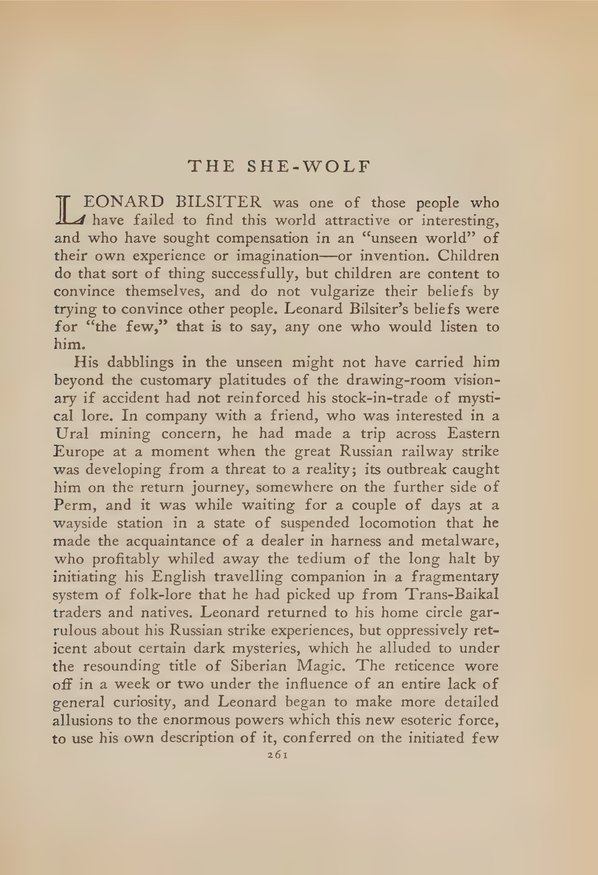 THE SHE-WOLF
LEONARD BILSITER was one of those people who
have failed to find this world attractive or interesting,
and who have sought compensation in an “unseen world” of
their own experience or imagination—or invention. Children
do that sort of thing successfully, but children are content to
convince themselves, and do not vulgarize their beliefs by
trying to convince other people. Leonard Bilsiter’s beliefs were
for “the few,” that is to say, any one who would listen to
him.
His dabblings in the unseen might not have carried him
beyond the customary platitudes of the drawing-room vision-
ary if accident had not reinforced his stock-in-trade of mysti-
cal lore. In company with a friend, who was interested in a
Ural mining concern, he had made a trip across Eastern
Europe at a moment when the great Russian railway strike
was developing from a threat to a reality; its outbreak caught
him on the return journey, somewhere on the further side of
Perm, and it was while waiting for a couple of days at a
wayside station in a state of suspended locomotion that he
made the acquaintance of a dealer in harness and metalware,
who profitably whiled away the tedium of the long halt by
initiating his English travelling companion in a fragmentary
system of folk-lore that he had picked up from Trans-Baikal
traders and natives. Leonard returned to his home circle gar-
rulous about his Russian strike experiences, but oppressively ret-
icent about certain dark mysteries, which he alluded to under
the resounding title of Siberian Magic. The reticence wore
off in a week or two under the influence of an entire lack of
general curiosity, and Leonard began to make more detailed
allusions to the enormous powers which this new esoteric force,
to use his own description of it, conferred on the initiated few
261